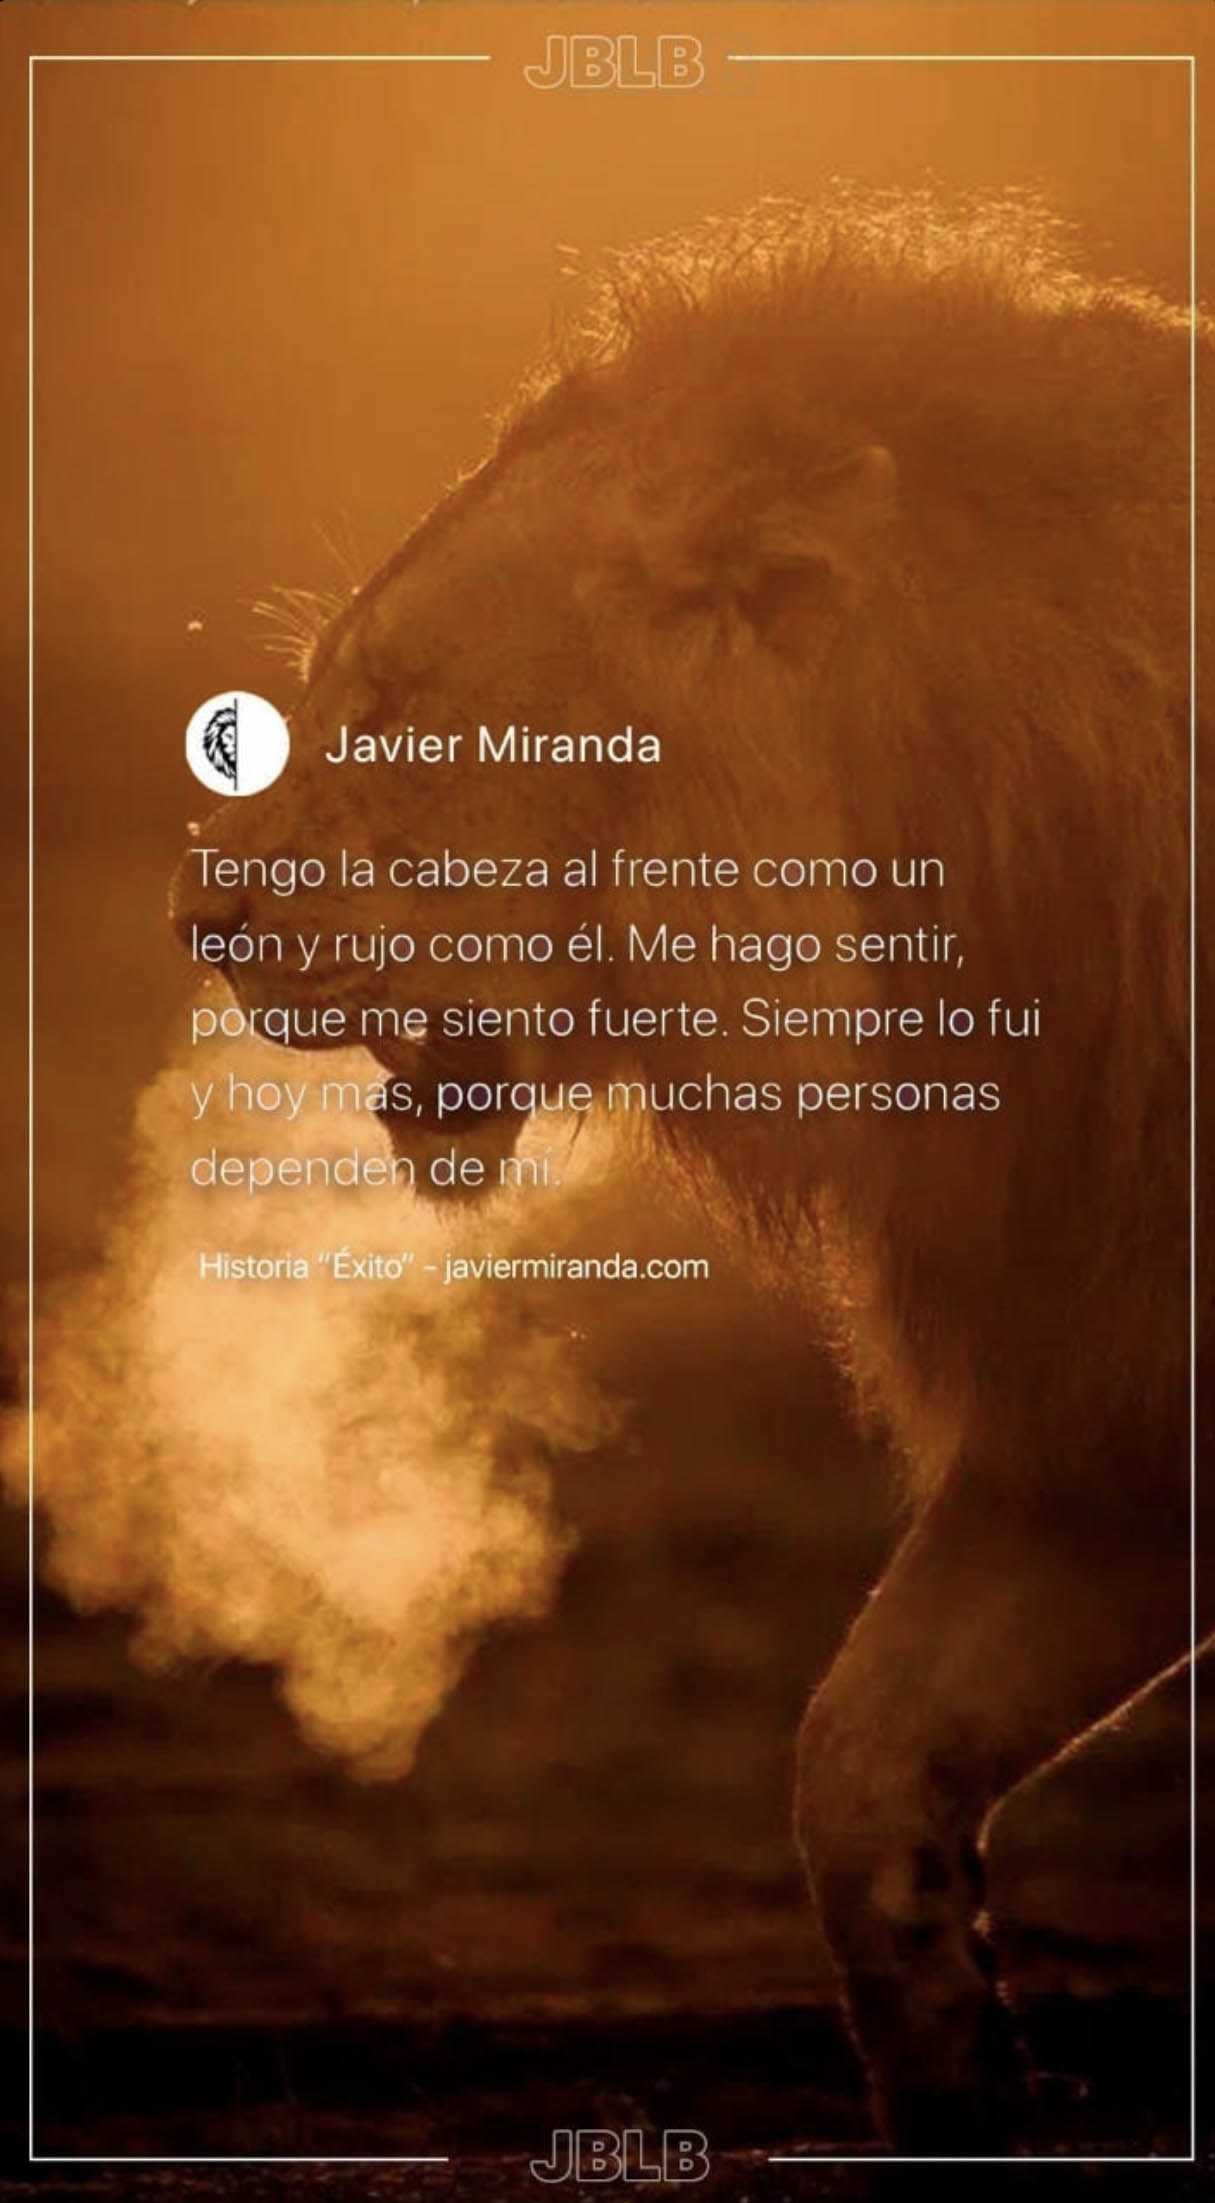 JBLB
Javier Miranda
Tengo la cabeza al frente como un
león y rujo como él. Me hago sentir,
porque me siento fuerte. Siempre lo fui
y hoy más, porque muchas personas
dependen de mí.
Historia “Éxito” - javiermiranda.com
JBLB